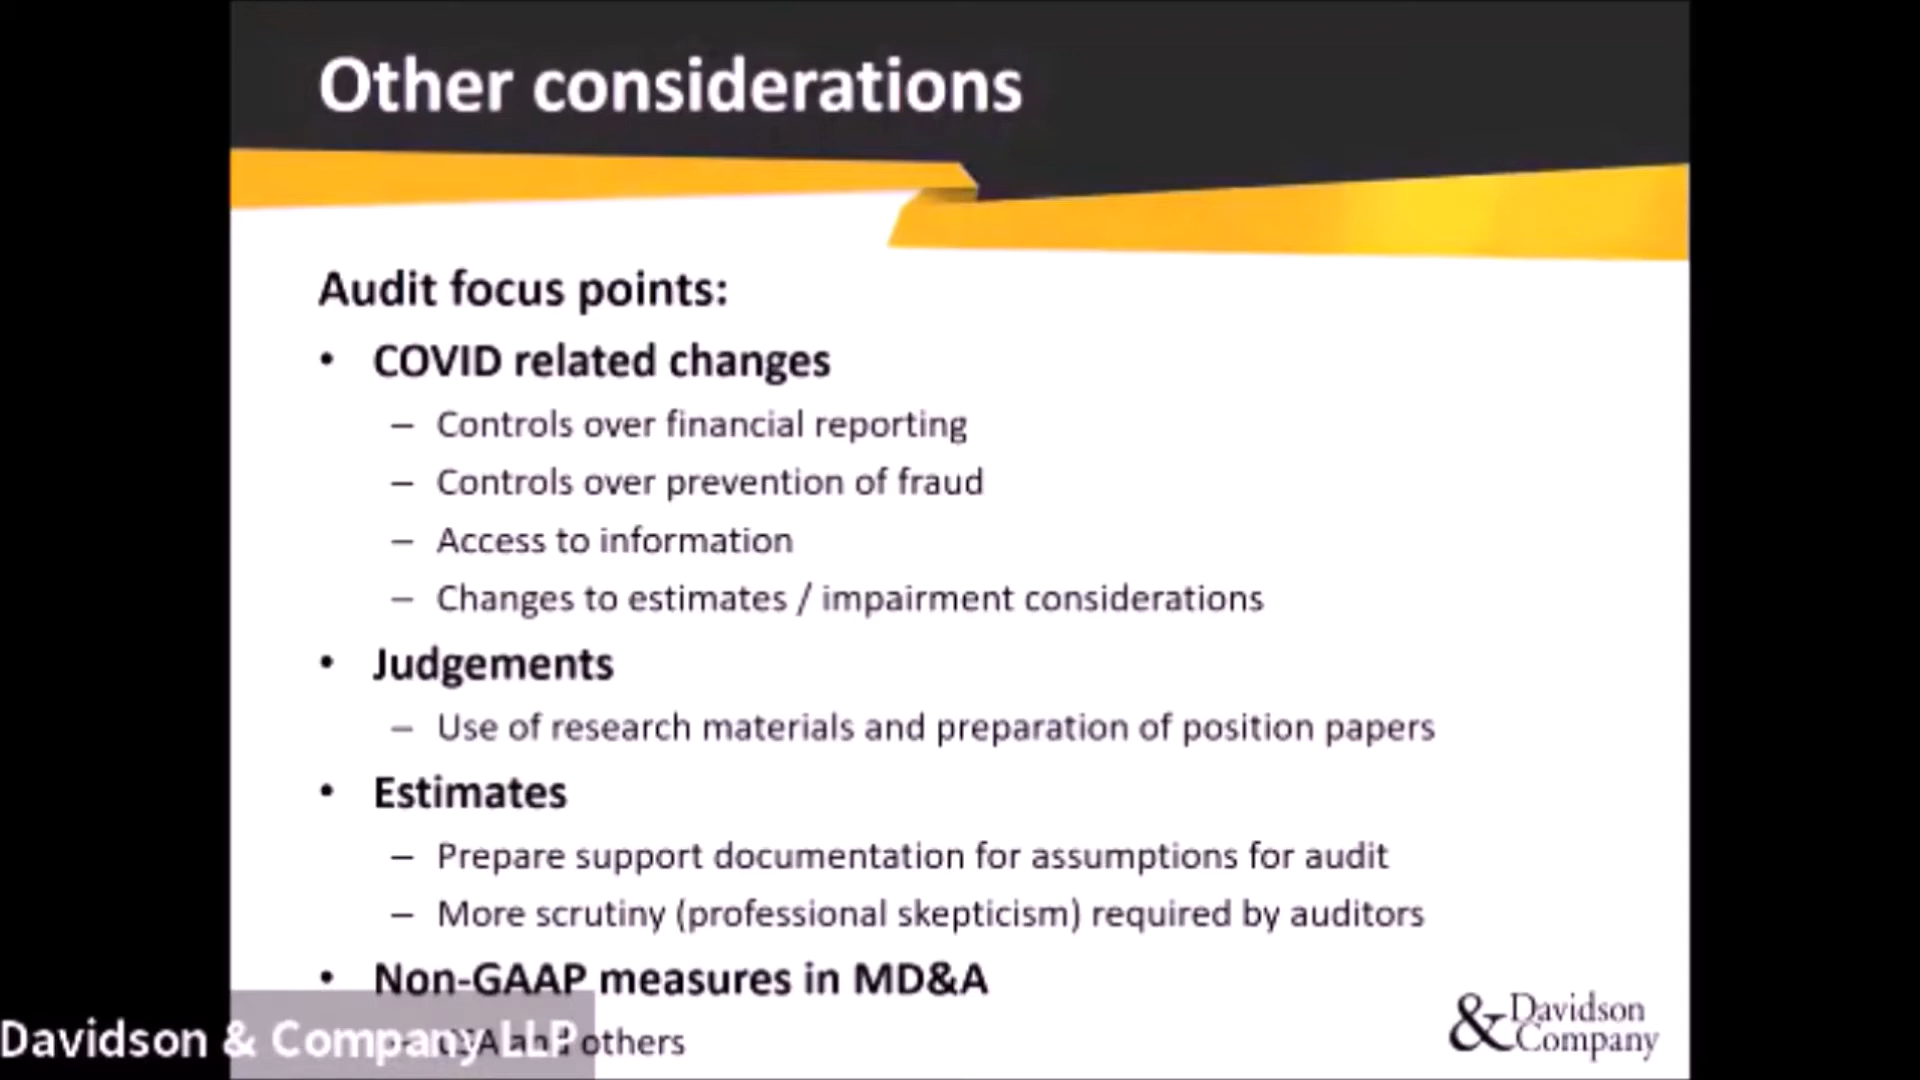 Other considerations
Audit focus points:
• COVID related changes
– Controls over financial reporting
– Controls over prevention of fraud
– Access to information
– Changes to estimates / impairment considerations
• Judgements
– Use of research materials and preparation of position papers
• Estimates
– Prepare support documentation for assumptions for audit
– More scrutiny (professional skepticism) required by auditors
• Non-GAAP measures in MD&A
and others
Davidson & Company LLP
Davidson
& Company